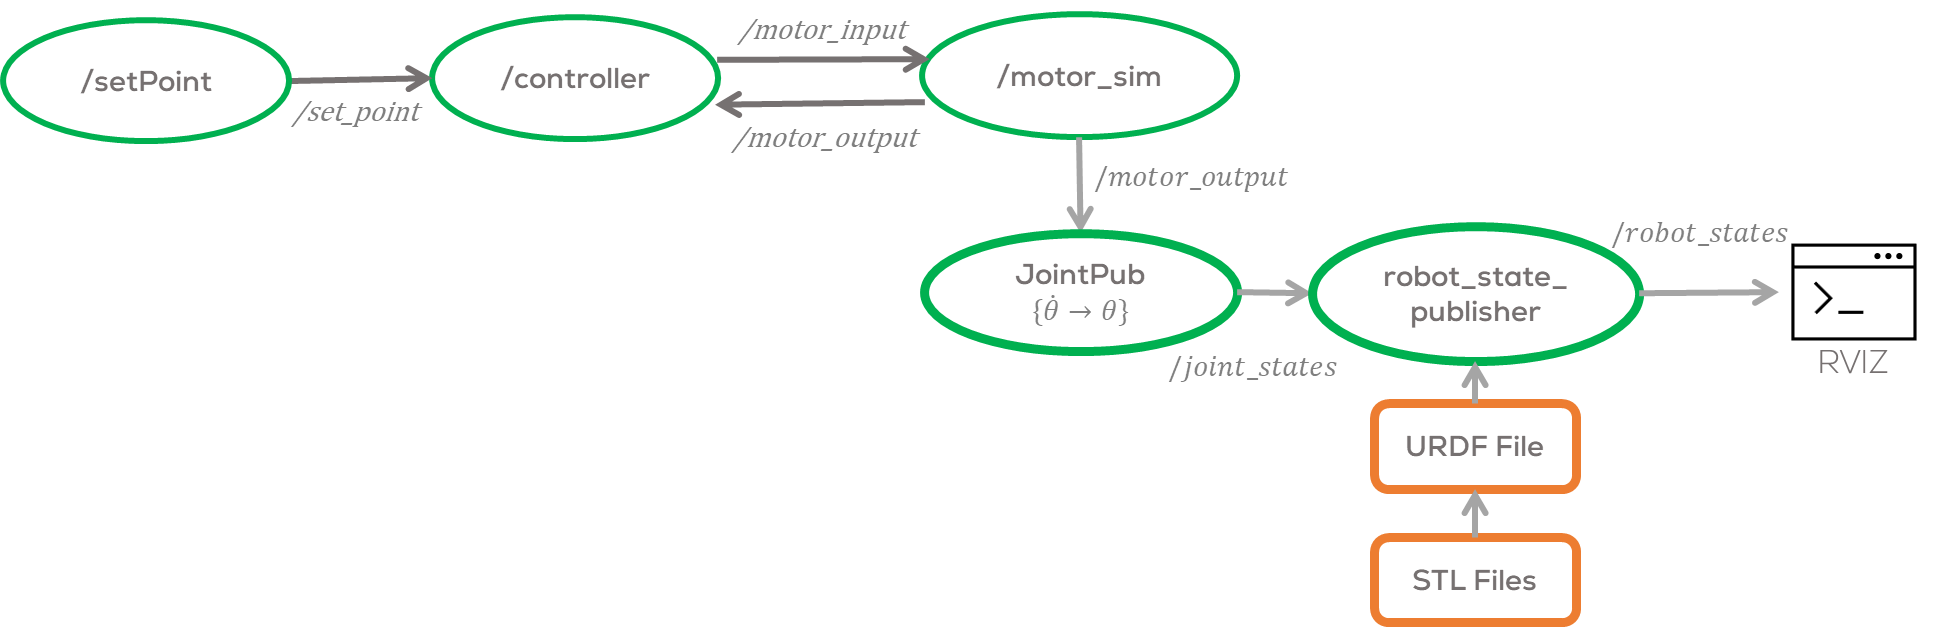 /setPoint
/set_point
/controller
/motor_input
/motor_output
/motor_sim
/motor_output
JointPub
{θ̇ → θ}
/joint_states
robot_state_
publisher
/robot_states
>_
RVIZ
URDF File
STL Files